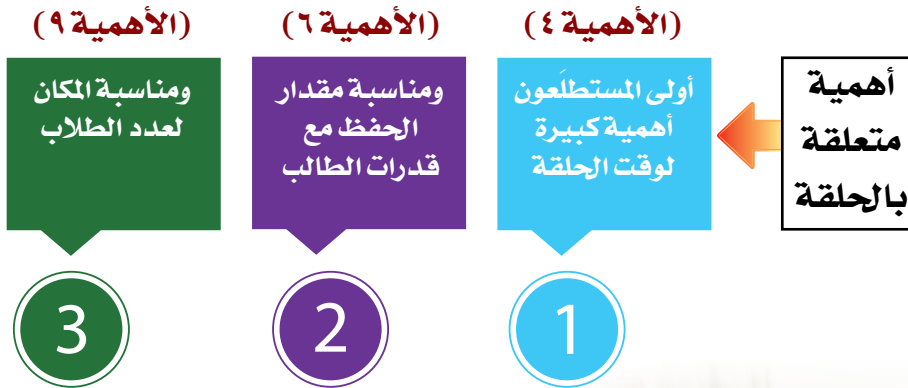 أهمية
متعلقة
بالحلقة
(الأهمية ٤)
أولى المستطلَعون
أهمية كبيرة
لوقت الحلقة
1
(الأهمية ٦)
ومناسبة مقدار
الحفظ مع
قدرات الطالب
2
(الأهمية ٩)
ومناسبة المكان
لعدد الطلاب
3